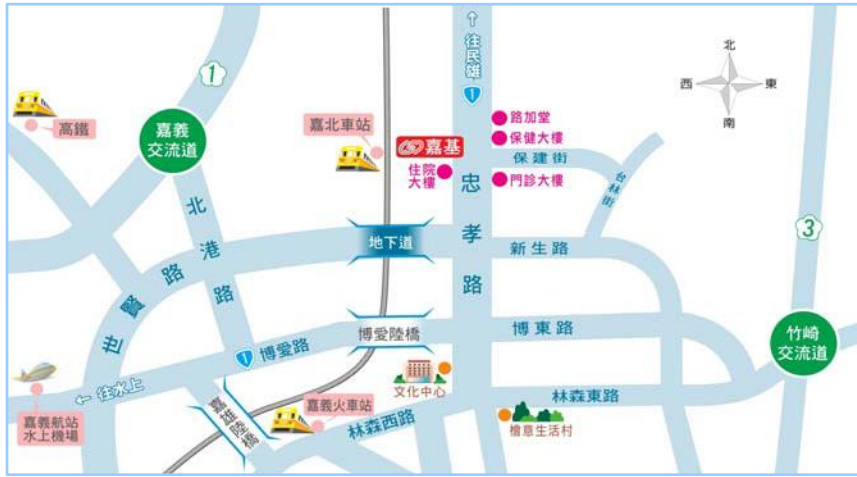 往民雄
1
北
西
東
南
1
高鐵
嘉義
交流道
嘉北車站
嘉基
住院
大樓
路加堂
保健大樓
保建街
門診大樓
台林街
忠孝路
北港路
地下道
新生路
世賢路
3
竹崎
交流道
博愛陸橋
博東路
1
博愛路
往水上
嘉義航站
水上機場
嘉雄陸橋
嘉義火車站
文化中心
林森西路
林森東路
檜意生活村